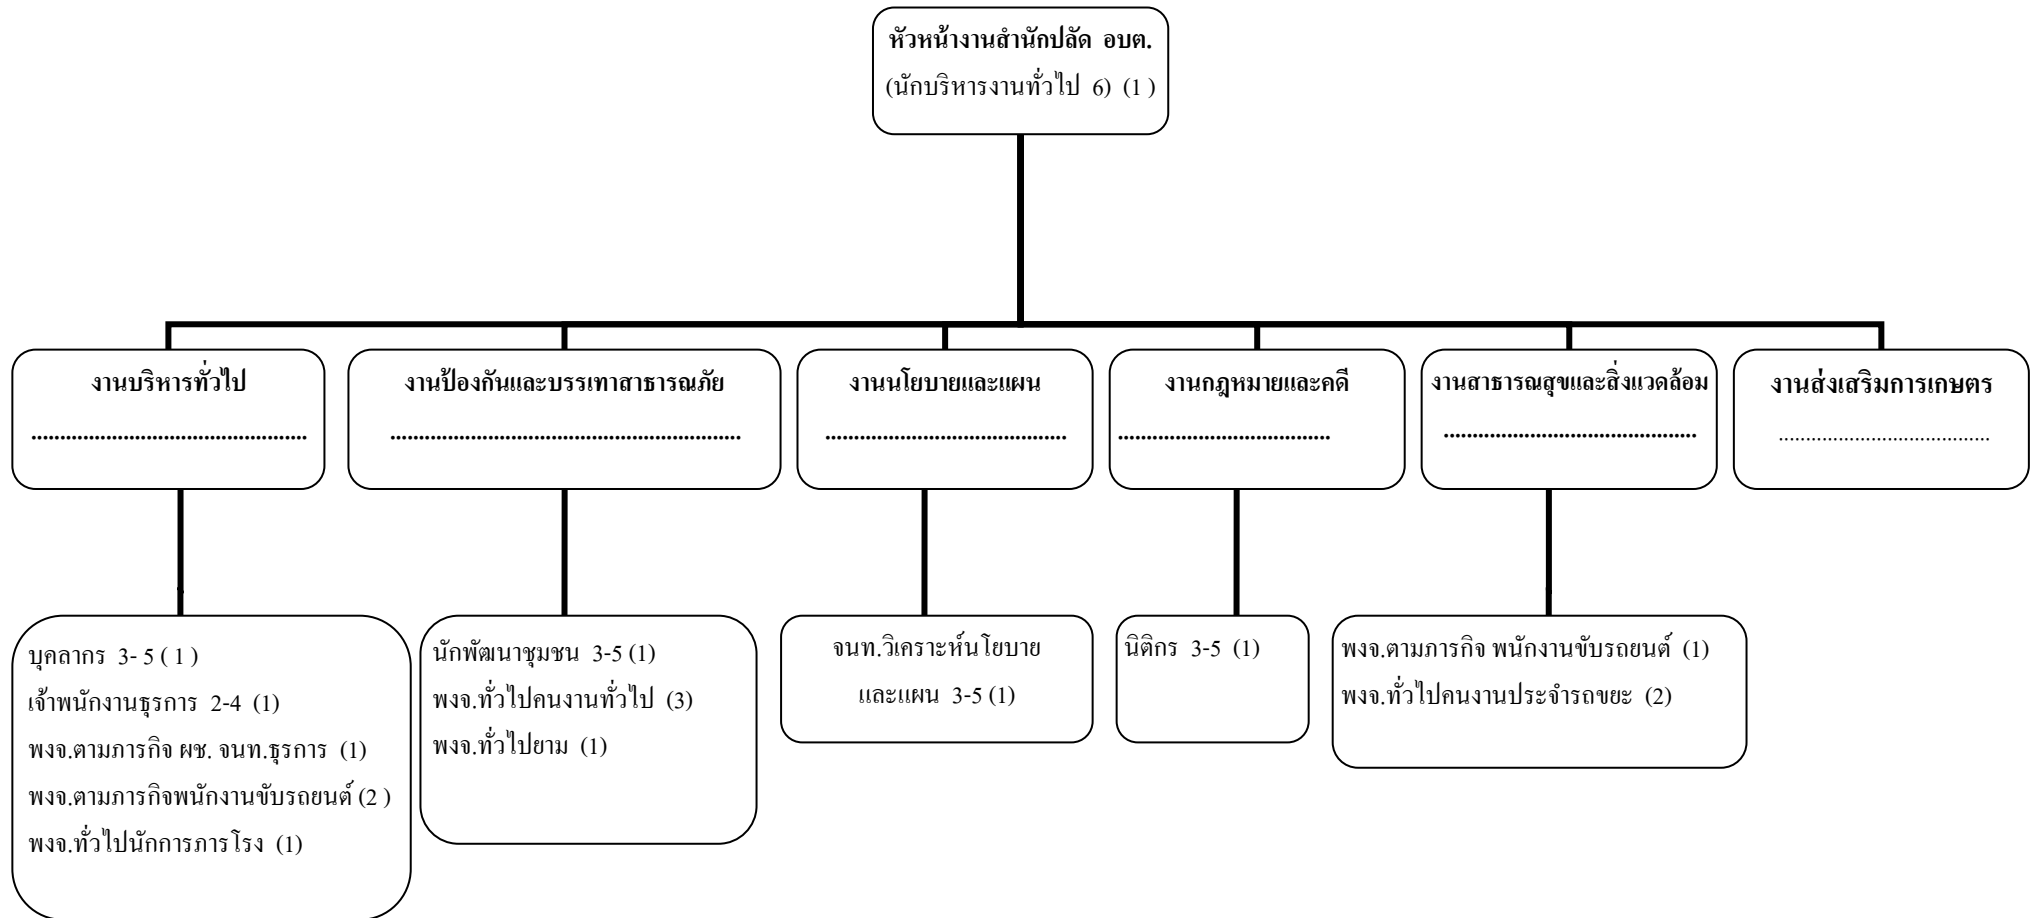 หัวหน้างานสำนักปลัด อบต.
(นักบริหารงานทั่วไป 6) (1 )
งานบริหารทั่วไป
................................................
งานป้องกันและบรรเทาสาธารณภัย
.............................................................
งานนโยบายและแผน
..........................................
งานกฎหมายและคดี
.....................................
งานสาธารณสุขและสิ่งแวดล้อม
............................................
งานส่งเสริมการเกษตร
.....................................
บุคลากร 3- 5 ( 1 )
เจ้าพนักงานธุรการ 2-4 (1)
พงจ.ตามภารกิจ ผช. จนท.ธุรการ (1)
พงจ.ตามภารกิจพนักงานขับรถยนต์ (2 )
พงจ.ทั่วไปนักการภารโรง (1)
นักพัฒนาชุมชน 3-5 (1)
พงจ.ทั่วไปคนงานทั่วไป (3)
พงจ.ทั่วไปยาม (1)
จนท.วิเคราะห์นโยบาย
และแผน 3-5 (1)
นิติกร 3-5 (1)
พงจ.ตามภารกิจ พนักงานขับรถยนต์ (1)
พงจ.ทั่วไปคนงานประจำรถขยะ (2)